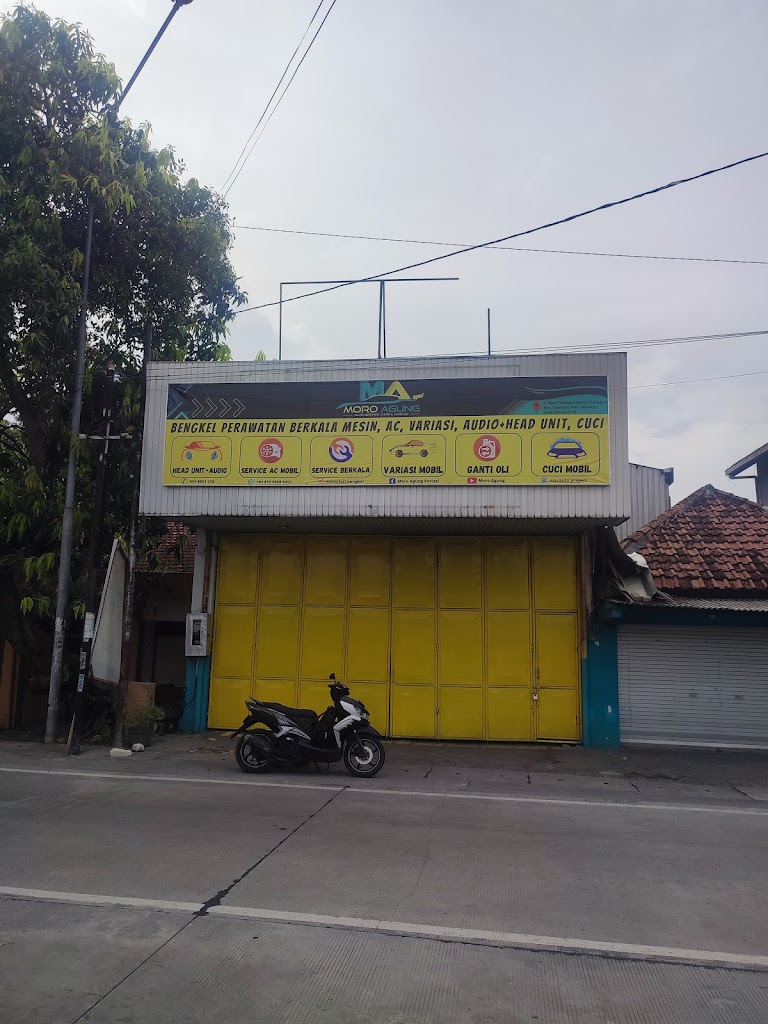 MA
MORO AGUNG
BENGKEL PERAWATAN BERKALA MESIN, AC, VARIASI, AUDIO+HEAD UNIT, CUCI
HEAD UNIT+AUDIO
SERVICE AC MOBIL
SERVICE BERKALA
VARIASI MOBIL
GANTI OLI
CUCI MOBIL
Moro Agung Variasi
Moro Agung